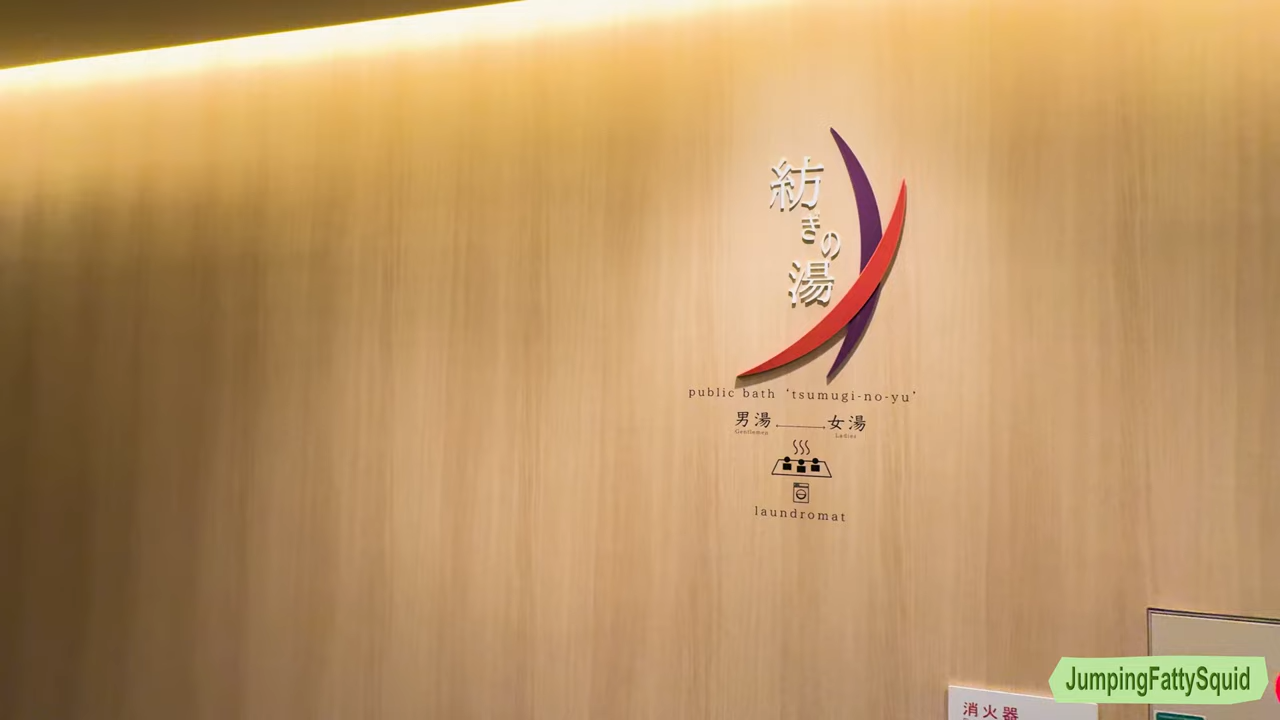 紡ぎの湯
public bath 'tsumugi-no-yu'
男湯 女湯
Gentlemen Ladies
laundromat
消火器
JumpingFattySquid